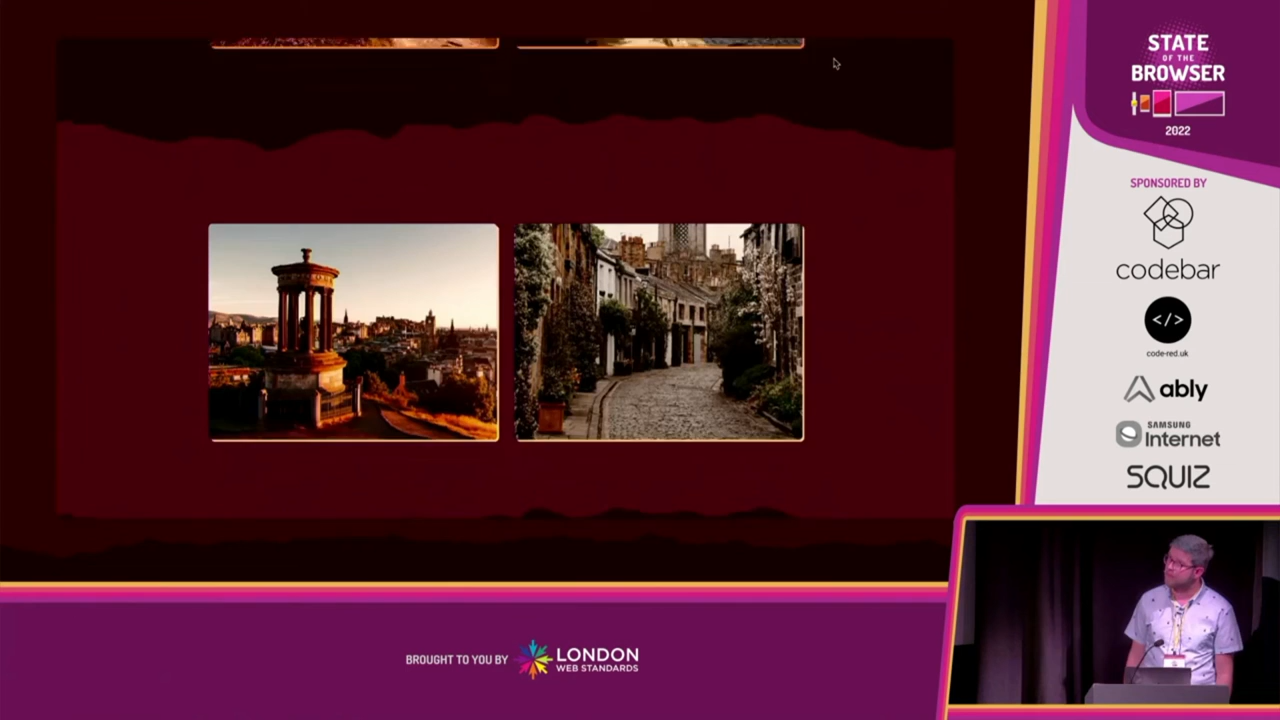 STATE
OF THE
BROWSER
2022
SPONSORED BY
codebar
</>
code-red.uk
ably
SAMSUNG
Internet
SQUIZ
BROUGHT TO YOU BY
LONDON
WEB STANDARDS